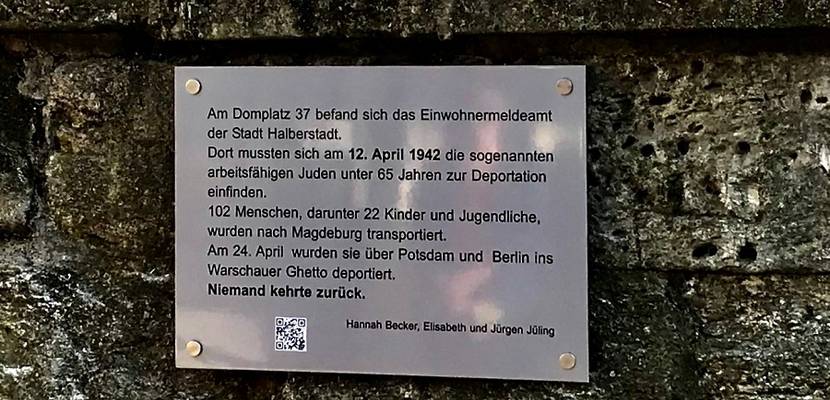 Am Domplatz 37 befand sich das Einwohnermeldeamt
der Stadt Halberstadt.
Dort mussten sich am 12. April 1942 die sogenannten
arbeitsfähigen Juden unter 65 Jahren zur Deportation
einfinden.
102 Menschen, darunter 22 Kinder und Jugendliche,
wurden nach Magdeburg transportiert.
Am 24. April wurden sie über Potsdam und Berlin ins
Warschauer Ghetto deportiert.
Niemand kehrte zurück.
Hannah Becker, Elisabeth und Jürgen Jüling